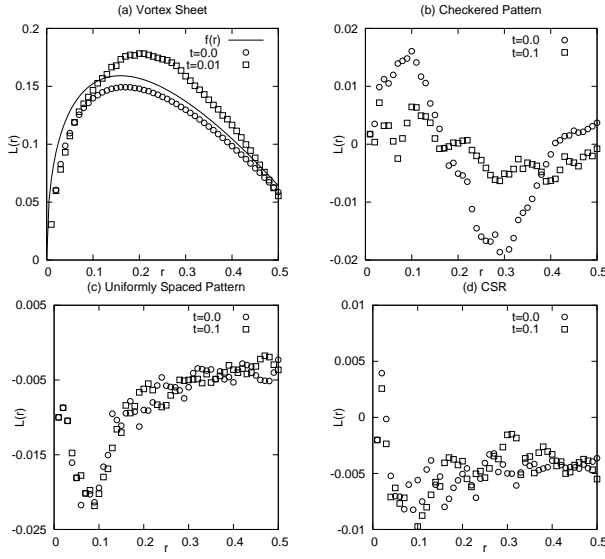 (a) Vortex Sheet
f(r)
t=0.0
t=0.01
0.2
0.15
0.1
0.05
0
L(r)
0 0.1 0.2 0.3 0.4 0.5
r
(b) Checkered Pattern
t=0.0
t=0.1
0.02
0.01
0
-0.01
-0.02
L(r)
0 0.1 0.2 0.3 0.4 0.5
r
(c) Uniformly Spaced Pattern
t=0.0
t=0.1
0.005
-0.005
-0.015
-0.025
L(r)
0 0.1 0.2 0.3 0.4 0.5
r
(d) CSR
t=0.0
t=0.1
0.01
0.005
0
-0.005
-0.01
L(r)
0 0.1 0.2 0.3 0.4 0.5
r